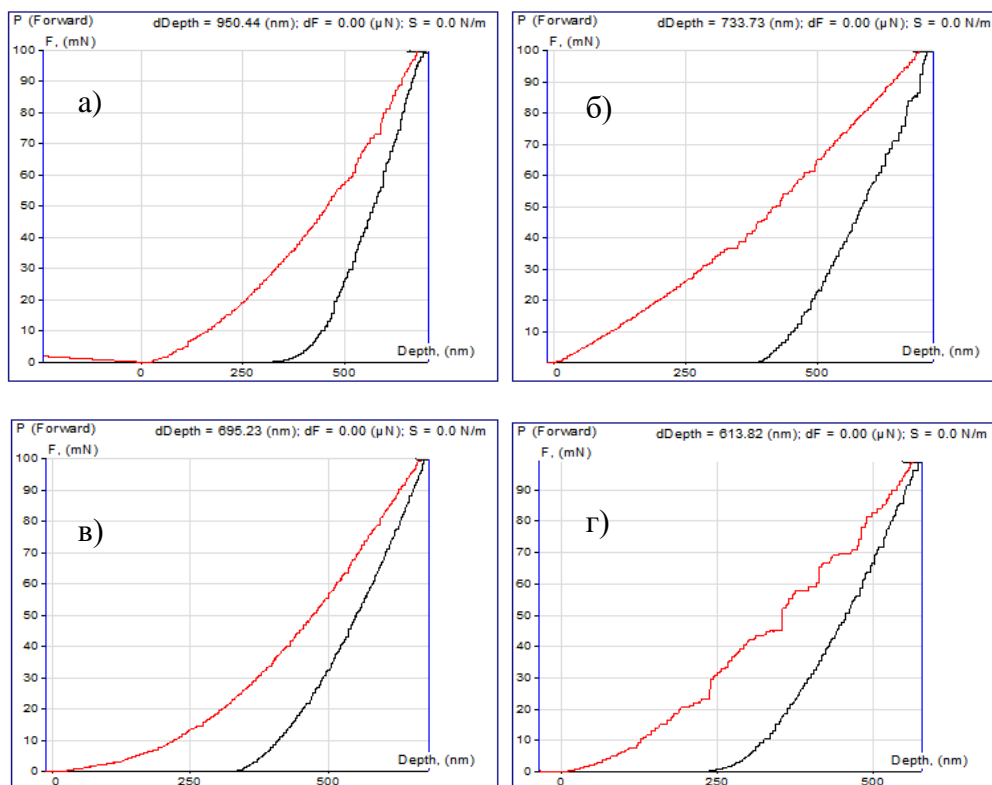 P (Forward) dDepth = 950.44 (nm); dF = 0.00 (µN); S = 0.0 N/m
F, (mN)
100
90
80
70
60
50
40
30
20
10
0
а)
Depth, (nm)
0 250 500
P (Forward) dDepth = 733.73 (nm); dF = 0.00 (µN); S = 0.0 N/m
F, (mN)
100
90
80
70
60
50
40
30
20
10
б)
Depth, (nm)
0 250 500
P (Forward) dDepth = 695.23 (nm); dF = 0.00 (µN); S = 0.0 N/m
F, (mN)
100
90
80
70
60
50
40
30
20
10
0
в)
Depth, (nm)
0 250 500
P (Forward) dDepth = 613.82 (nm); dF = 0.00 (µN); S = 0.0 N/m
F, (mN)
90
80
70
60
50
40
30
20
10
0
г)
Depth, (nm)
0 250 500